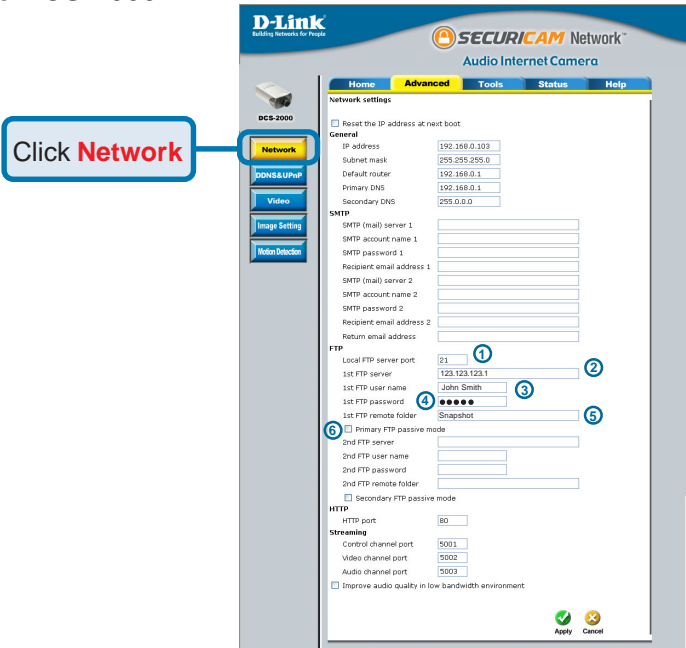 D-Link
Building Networks for People
SECURICAM Network™
Audio Internet Camera
Home Advanced Tools Status Help
DCS-2000
Click Network
Network
DDNS&UPnP
Video
Image Setting
Motion Detection
Network settings
Reset the IP address at next boot
General
IP address 192.168.0.103
Subnet mask 255.255.255.0
Default router 192.168.0.1
Primary DNS 192.168.0.1
Secondary DNS 255.0.0.0
SMTP
SMTP (mail) server 1
SMTP account name 1
SMTP password 1
Recipient email address 1
SMTP (mail) server 2
SMTP account name 2
SMTP password 2
Recipient email address 2
Return email address
FTP
Local FTP server port 21 1
1st FTP server 123.123.123.1 2
1st FTP user name John Smith 3
1st FTP password 4 ●●●●●
1st FTP remote folder Snapshot 5
6 Primary FTP passive mode
2nd FTP server
2nd FTP user name
2nd FTP password
2nd FTP remote folder
Secondary FTP passive mode
HTTP
HTTP port 80
Streaming
Control channel port 5001
Video channel port 5002
Audio channel port 5003
Improve audio quality in low bandwidth environment
Apply Cancel